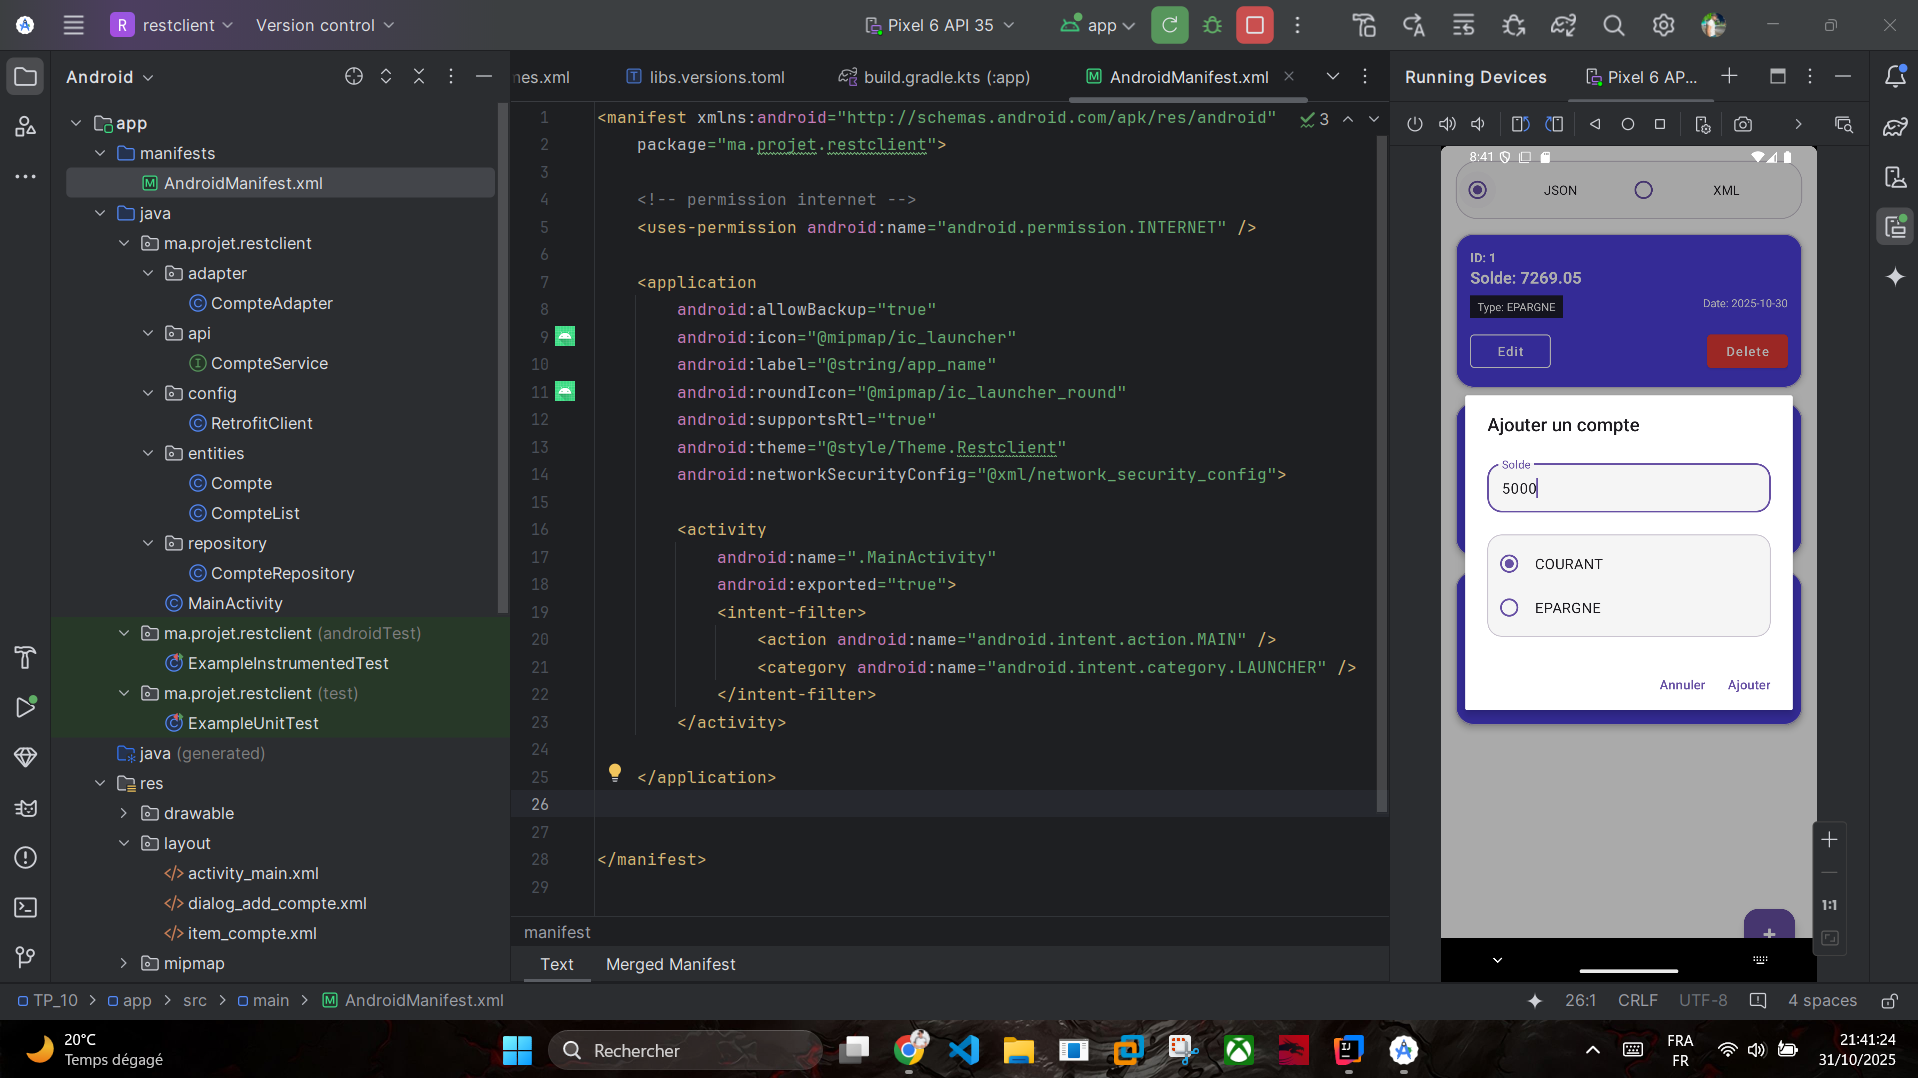 R restclient Version control Pixel 6 API 35 app
Android
app
manifests
AndroidManifest.xml
java
ma.projet.restclient
adapter
CompteAdapter
api
CompteService
config
RetrofitClient
entities
Compte
CompteList
repository
CompteRepository
MainActivity
ma.projet.restclient (androidTest)
ExampleInstrumentedTest
ma.projet.restclient (test)
ExampleUnitTest
java (generated)
res
drawable
layout
activity_main.xml
dialog_add_compte.xml
item_compte.xml
mipmap
nes.xml libs.versions.toml build.gradle.kts (:app) AndroidManifest.xml
3
1 <manifest xmlns:android="http://schemas.android.com/apk/res/android"
2 package="ma.projet.restclient">
3
4 <!-- permission internet -->
5 <uses-permission android:name="android.permission.INTERNET" />
6
7 <application
8 android:allowBackup="true"
9 android:icon="@mipmap/ic_launcher"
10 android:label="@string/app_name"
11 android:roundIcon="@mipmap/ic_launcher_round"
12 android:supportsRtl="true"
13 android:theme="@style/Theme.Restclient"
14 android:networkSecurityConfig="@xml/network_security_config">
15
16 <activity
17 android:name=".MainActivity"
18 android:exported="true">
19 <intent-filter>
20 <action android:name="android.intent.action.MAIN" />
21 <category android:name="android.intent.category.LAUNCHER" />
22 </intent-filter>
23 </activity>
24
25 </application>
26
27
28 </manifest>
29
manifest
Text Merged Manifest
Running Devices Pixel 6 AP...
8:41
JSON XML
ID: 1
Solde: 7269.05
Type: EPARGNE Date: 2025-10-30
Edit Delete
Ajouter un compte
Solde
5000
COURANT
EPARGNE
Annuler Ajouter
+
1:1
TP_10 > app > src > main > AndroidManifest.xml
26:1 CRLF UTF-8 4 spaces
20°C
Temps dégagé
Rechercher
FRA
FR
21:41:24
31/10/2025